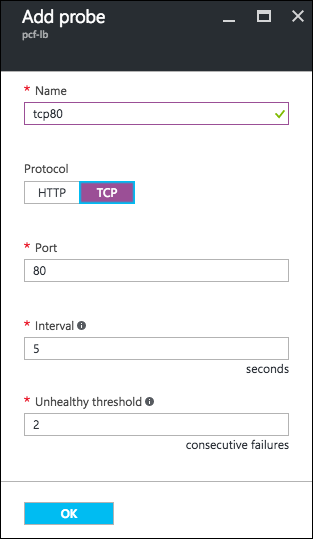 Add probe
pcf-lb
* Name
tcp80
Protocol
HTTP TCP
* Port
80
* Interval
5
seconds
* Unhealthy threshold
2
consecutive failures
OK